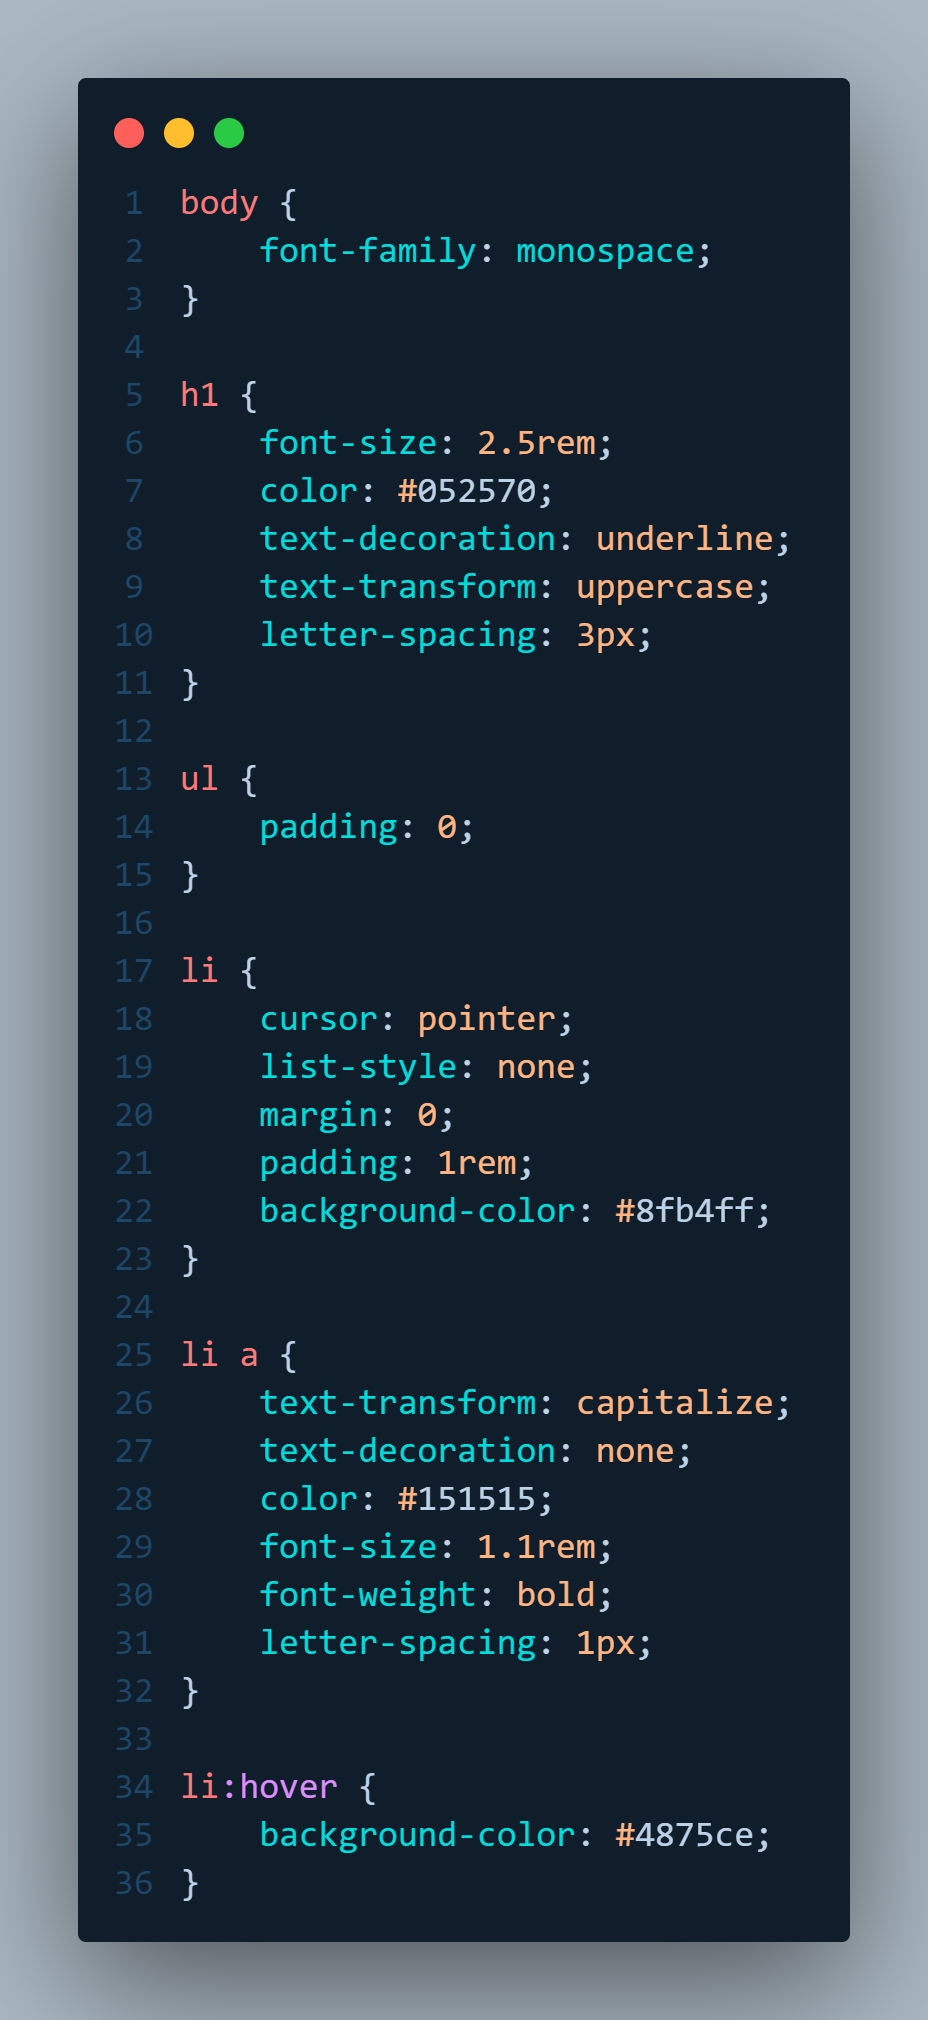 1 body {
2     font-family: monospace;
3 }
4
5 h1 {
6     font-size: 2.5rem;
7     color: #052570;
8     text-decoration: underline;
9     text-transform: uppercase;
10     letter-spacing: 3px;
11 }
12
13 ul {
14     padding: 0;
15 }
16
17 li {
18     cursor: pointer;
19     list-style: none;
20     margin: 0;
21     padding: 1rem;
22     background-color: #8fb4ff;
23 }
24
25 li a {
26     text-transform: capitalize;
27     text-decoration: none;
28     color: #151515;
29     font-size: 1.1rem;
30     font-weight: bold;
31     letter-spacing: 1px;
32 }
33
34 li:hover {
35     background-color: #4875ce;
36 }